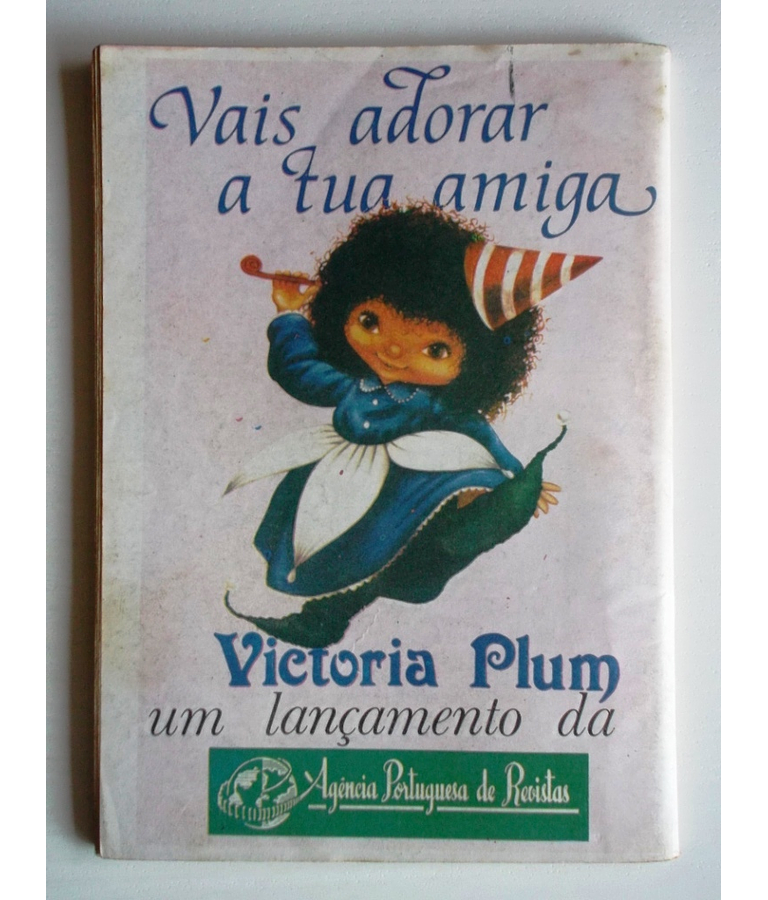 Vais adorar
a tua amiga
Victoria Plum
um lançamento da
Agência Portuguesa de Revistas